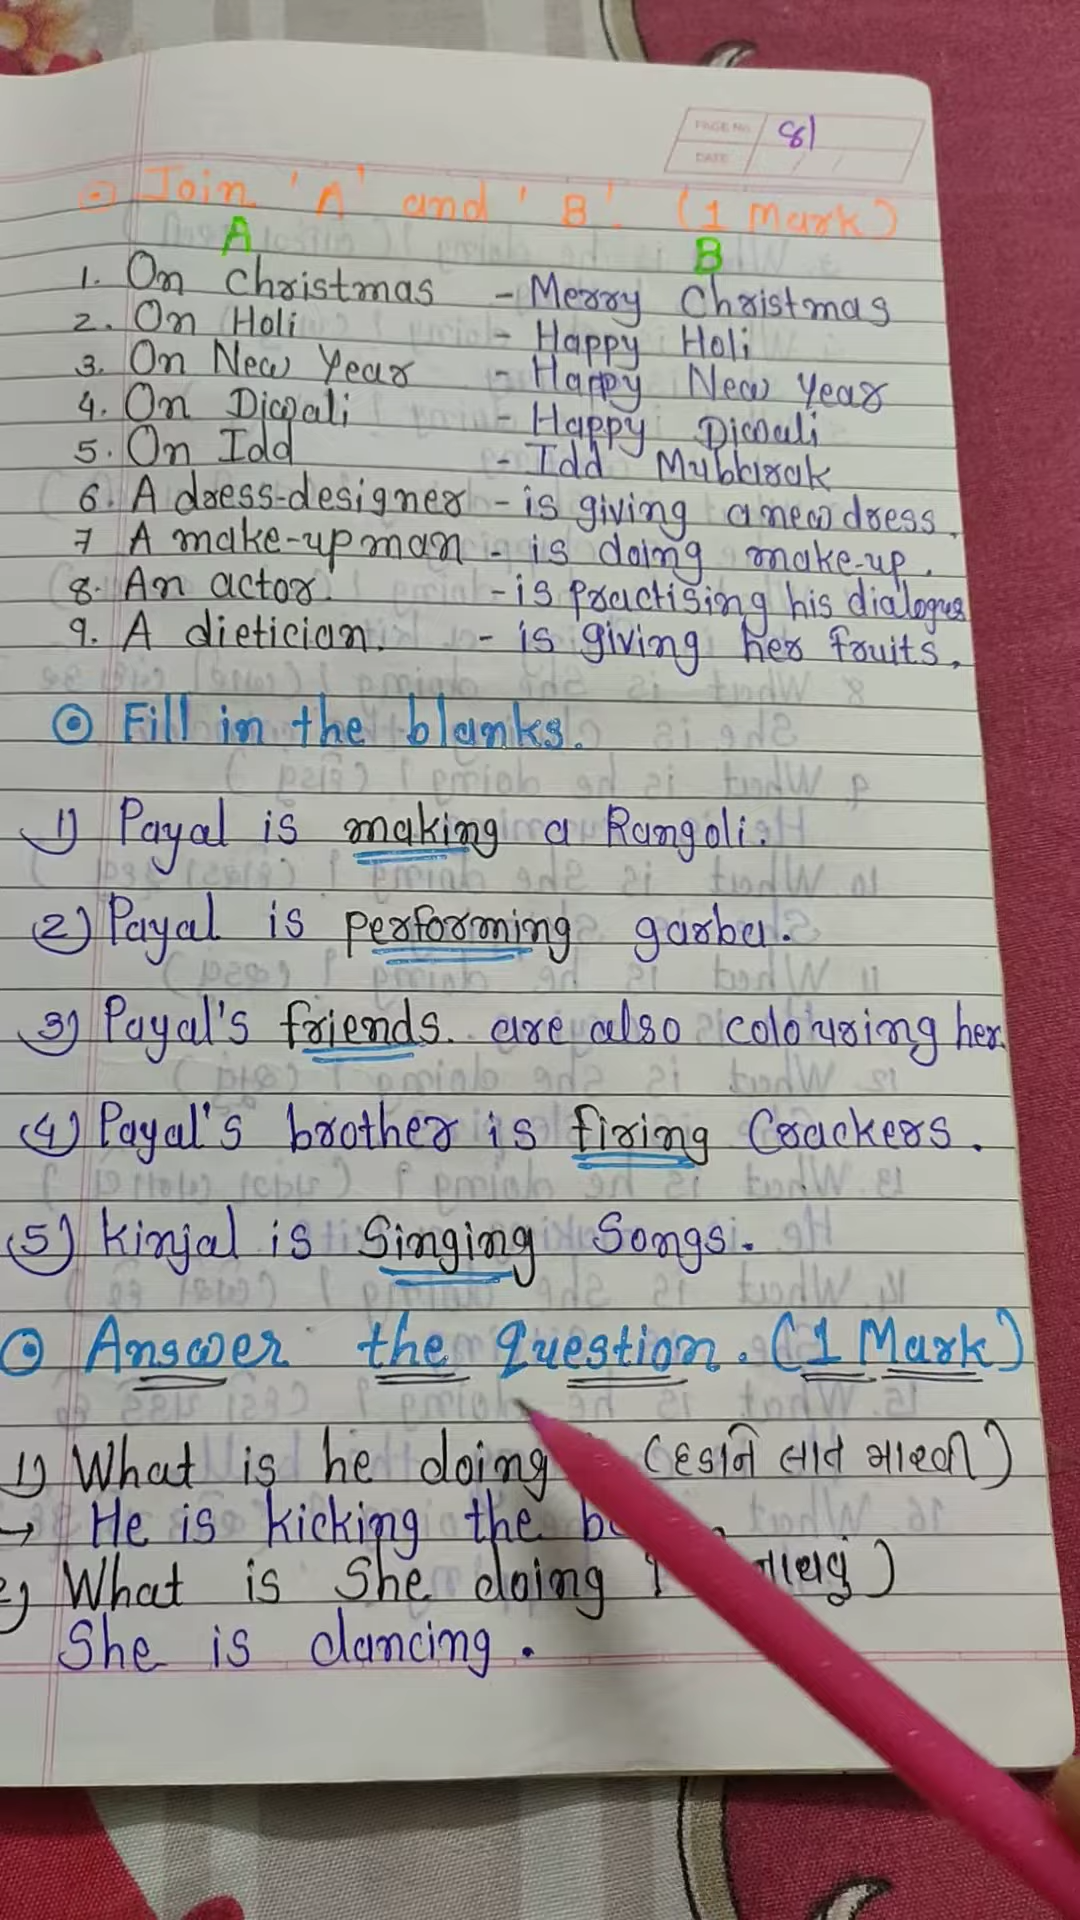 PAGE No. 81
DATE / /
Join 'A' and 'B'. (1 Mark)
A B
1. On Christmas - Merry Christmas
2. On Holi - Happy Holi
3. On New Year - Happy New Year
4. On Diwali - Happy Diwali
5. On Idd - Idd
6. A dress-designer - is giving a new dress.
7 A make-up man - is doing make-up.
8. An actor. - is practising his dialogue
9. A dietician. - is giving her fruits.
⊙ Fill in the blanks.
1) Payal is making a Rangoli.
2) Payal is performing garba.
3) Payal's friends. are also colouring her.
4) Payal's brother is firing Crackers.
5) Kinjal is Singing Songs.
⊙ Answer the question. (1 Mark)
1) What is he doing (દડાને લાત મારવી)
→ He is kicking the
2) What is She doing ?
She is dancing.